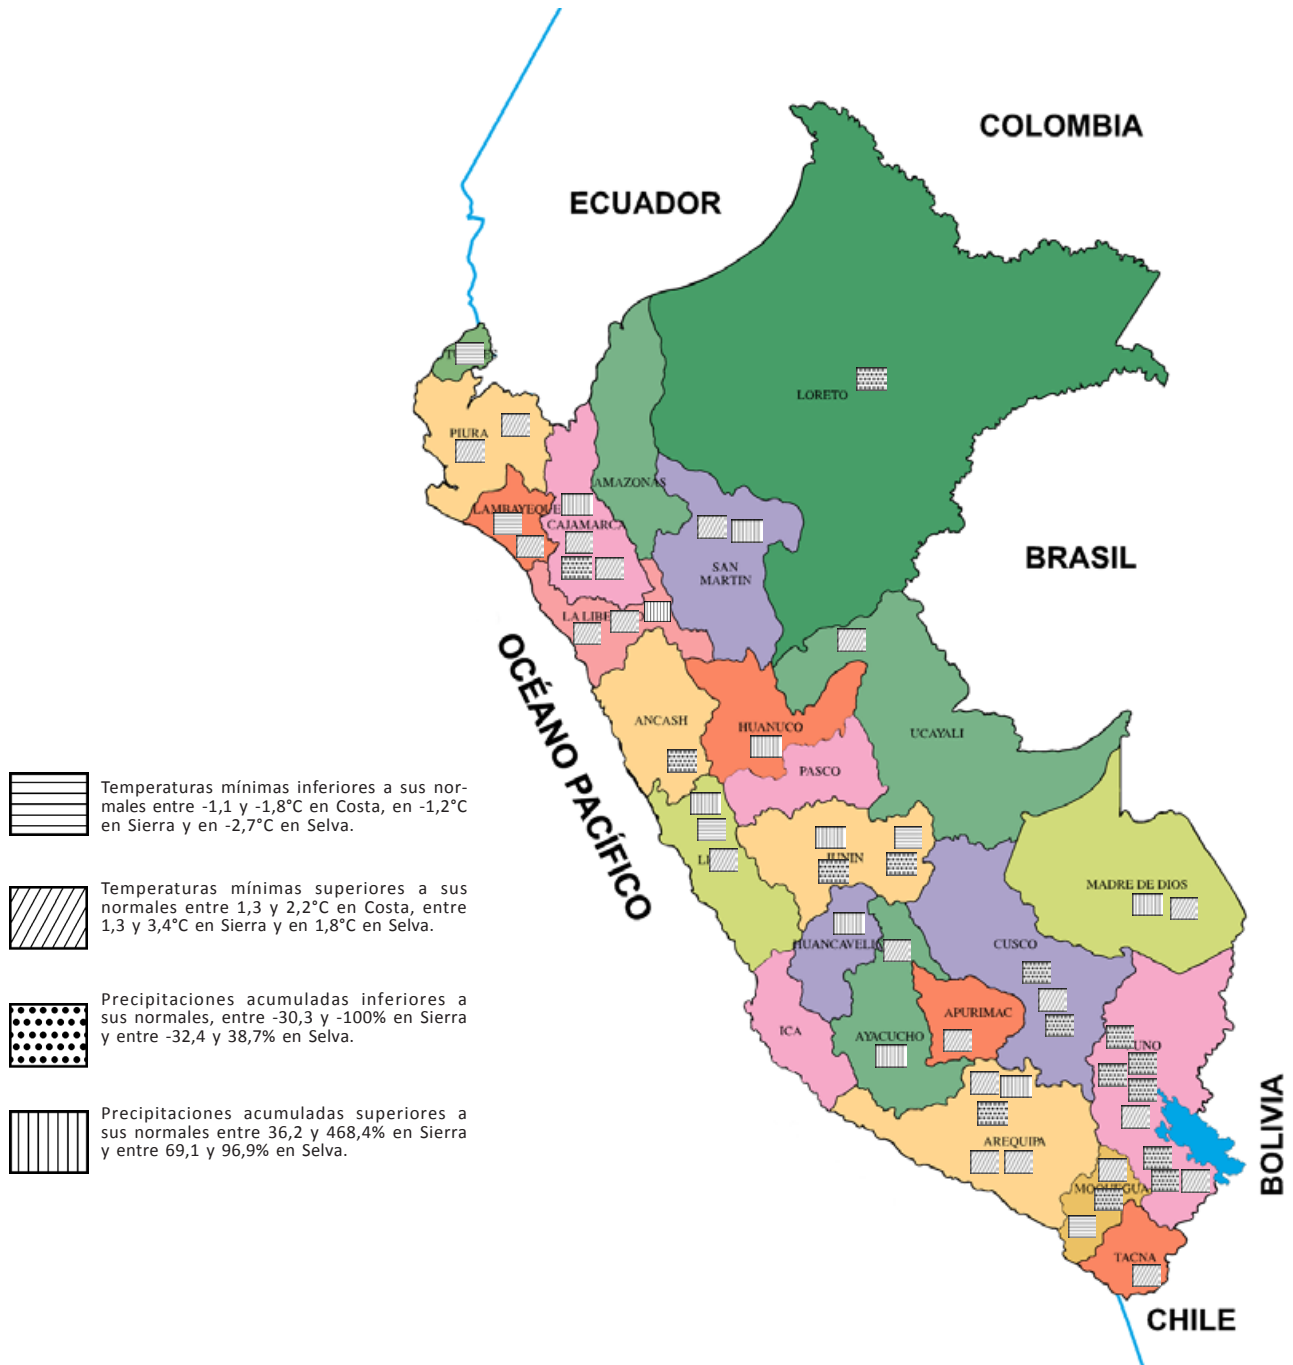 COLOMBIA
ECUADOR
LORETO
PIURA
AMAZONAS
LAMBAYEQUE
CAJAMARCA
BRASIL
SAN
MARTIN
LA LIBE
OCÉANO PACÍFICO
ANCASH
HUANUCO
UCAYALI
PASCO
JUNIN
MADRE DE DIOS
CUSCO
APURIMAC
ICA
AYACUCHO
UNO
AREQUIPA
MOQUEGUA
TACNA
BOLIVIA
CHILE
Temperaturas mínimas inferiores a sus nor-
males entre -1,1 y -1,8°C en Costa, en -1,2°C
en Sierra y en -2,7°C en Selva.
Temperaturas mínimas superiores a sus
normales entre 1,3 y 2,2°C en Costa, entre
1,3 y 3,4°C en Sierra y en 1,8°C en Selva.
Precipitaciones acumuladas inferiores a
sus normales, entre -30,3 y -100% en Sierra
y entre -32,4 y 38,7% en Selva.
Precipitaciones acumuladas superiores a
sus normales entre 36,2 y 468,4% en Sierra
y entre 69,1 y 96,9% en Selva.